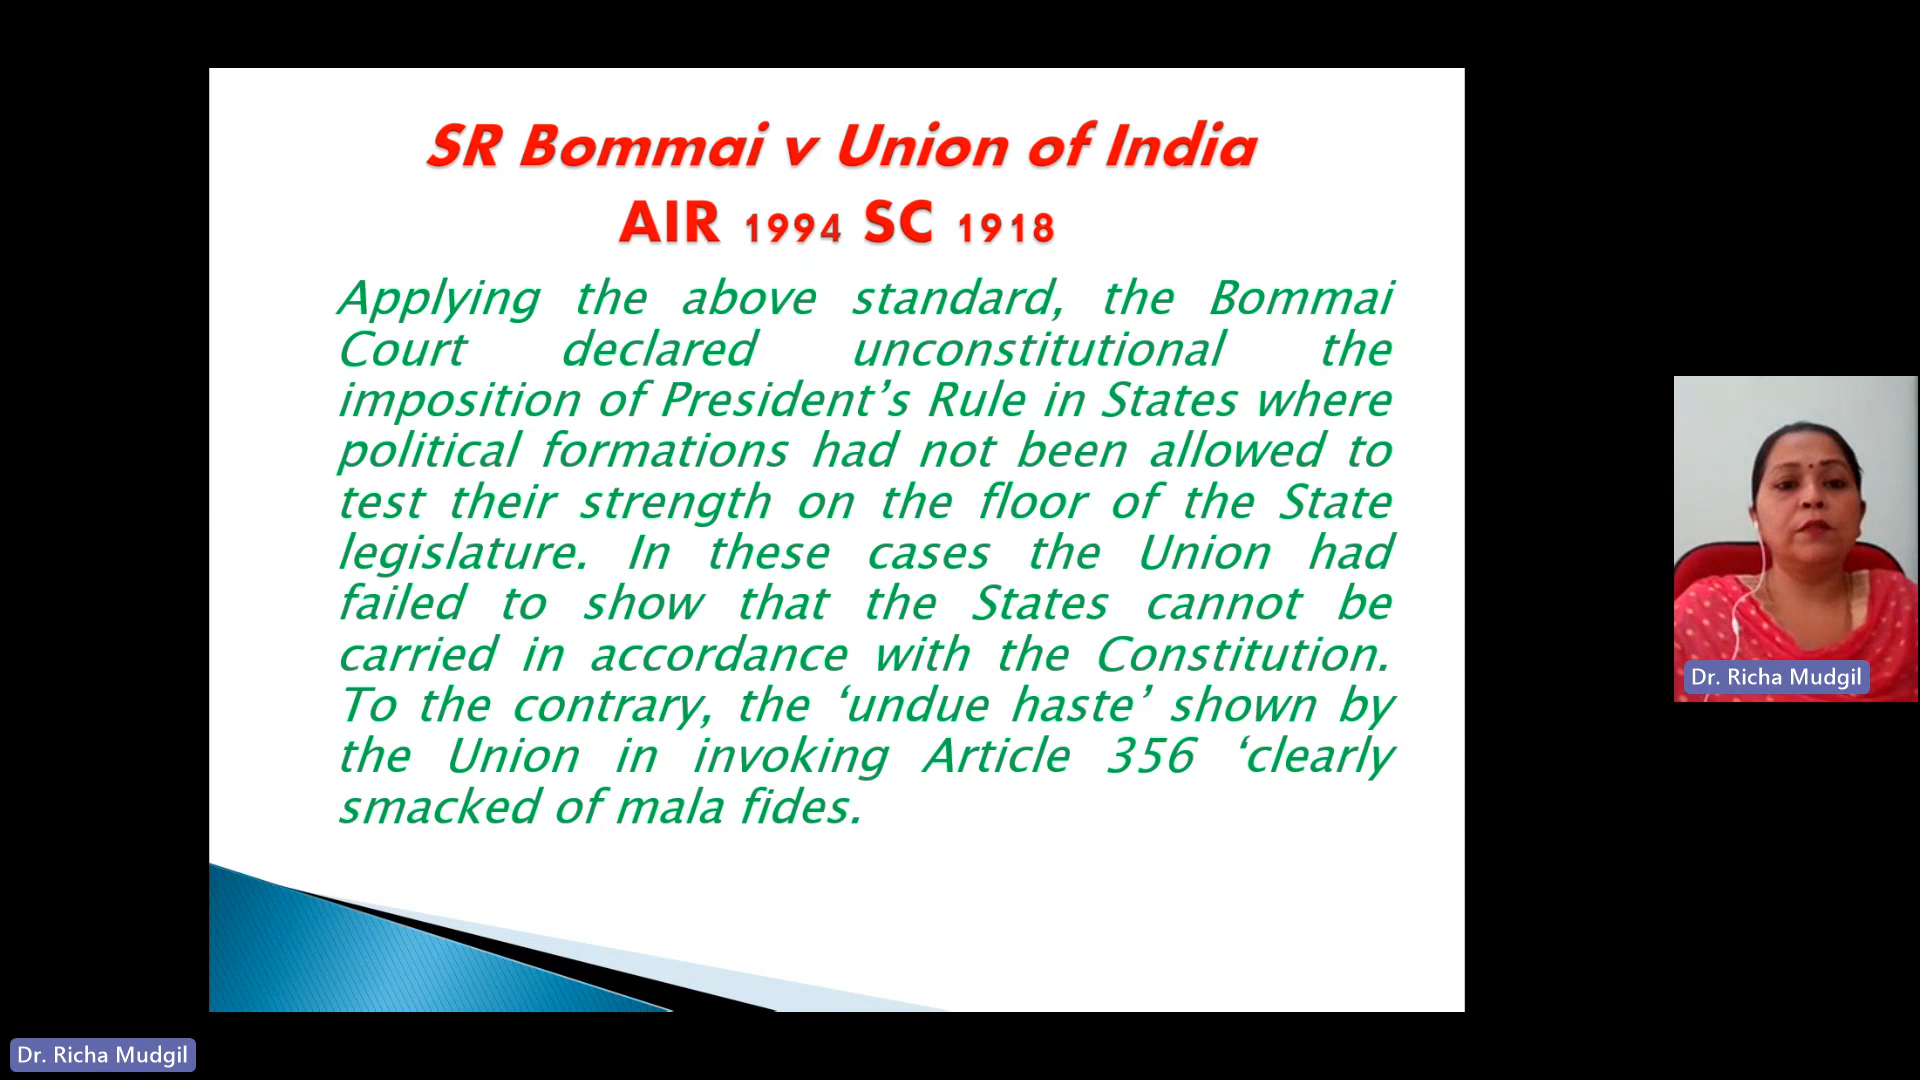 SR Bommai v Union of India
AIR 1994 SC 1918
Applying the above standard, the Bommai
Court declared unconstitutional the
imposition of President’s Rule in States where
political formations had not been allowed to
test their strength on the floor of the State
legislature. In these cases the Union had
failed to show that the States cannot be
carried in accordance with the Constitution.
To the contrary, the ‘undue haste’ shown by
the Union in invoking Article 356 ‘clearly
smacked of mala fides.
Dr. Richa Mudgil
Dr. Richa Mudgil